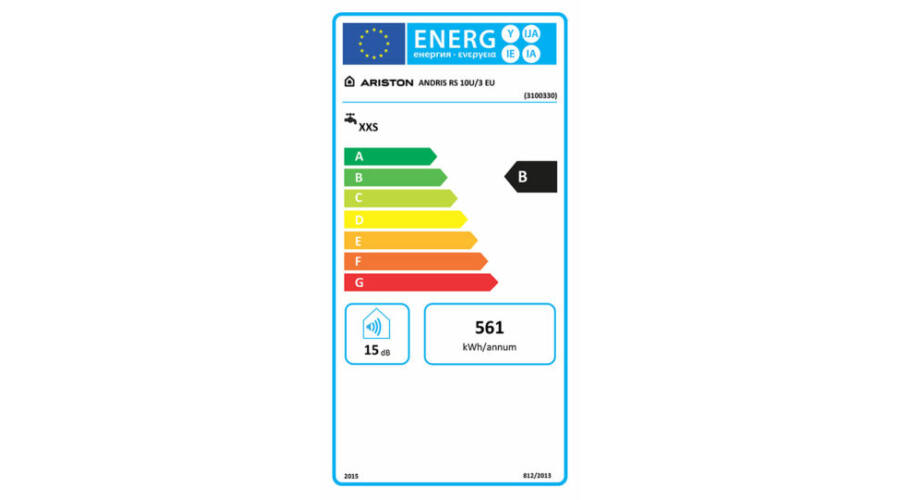 ENERG Y IJA
енергия · ενεργεια IE IA
ARISTON ANDRIS RS 10U/3 EU
(3100330)
XXS
A
B
B
C
D
E
F
G
561
15 dB
kWh/annum
2015
812/2013